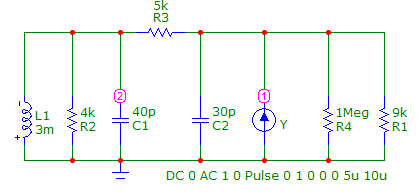 5k
R3
2
1
L1
3m
4k
R2
40p
C1
30p
C2
Y
1Meg
R4
9k
R1
DC 0 AC 1 0 Pulse 0 1 0 0 0 5u 10u